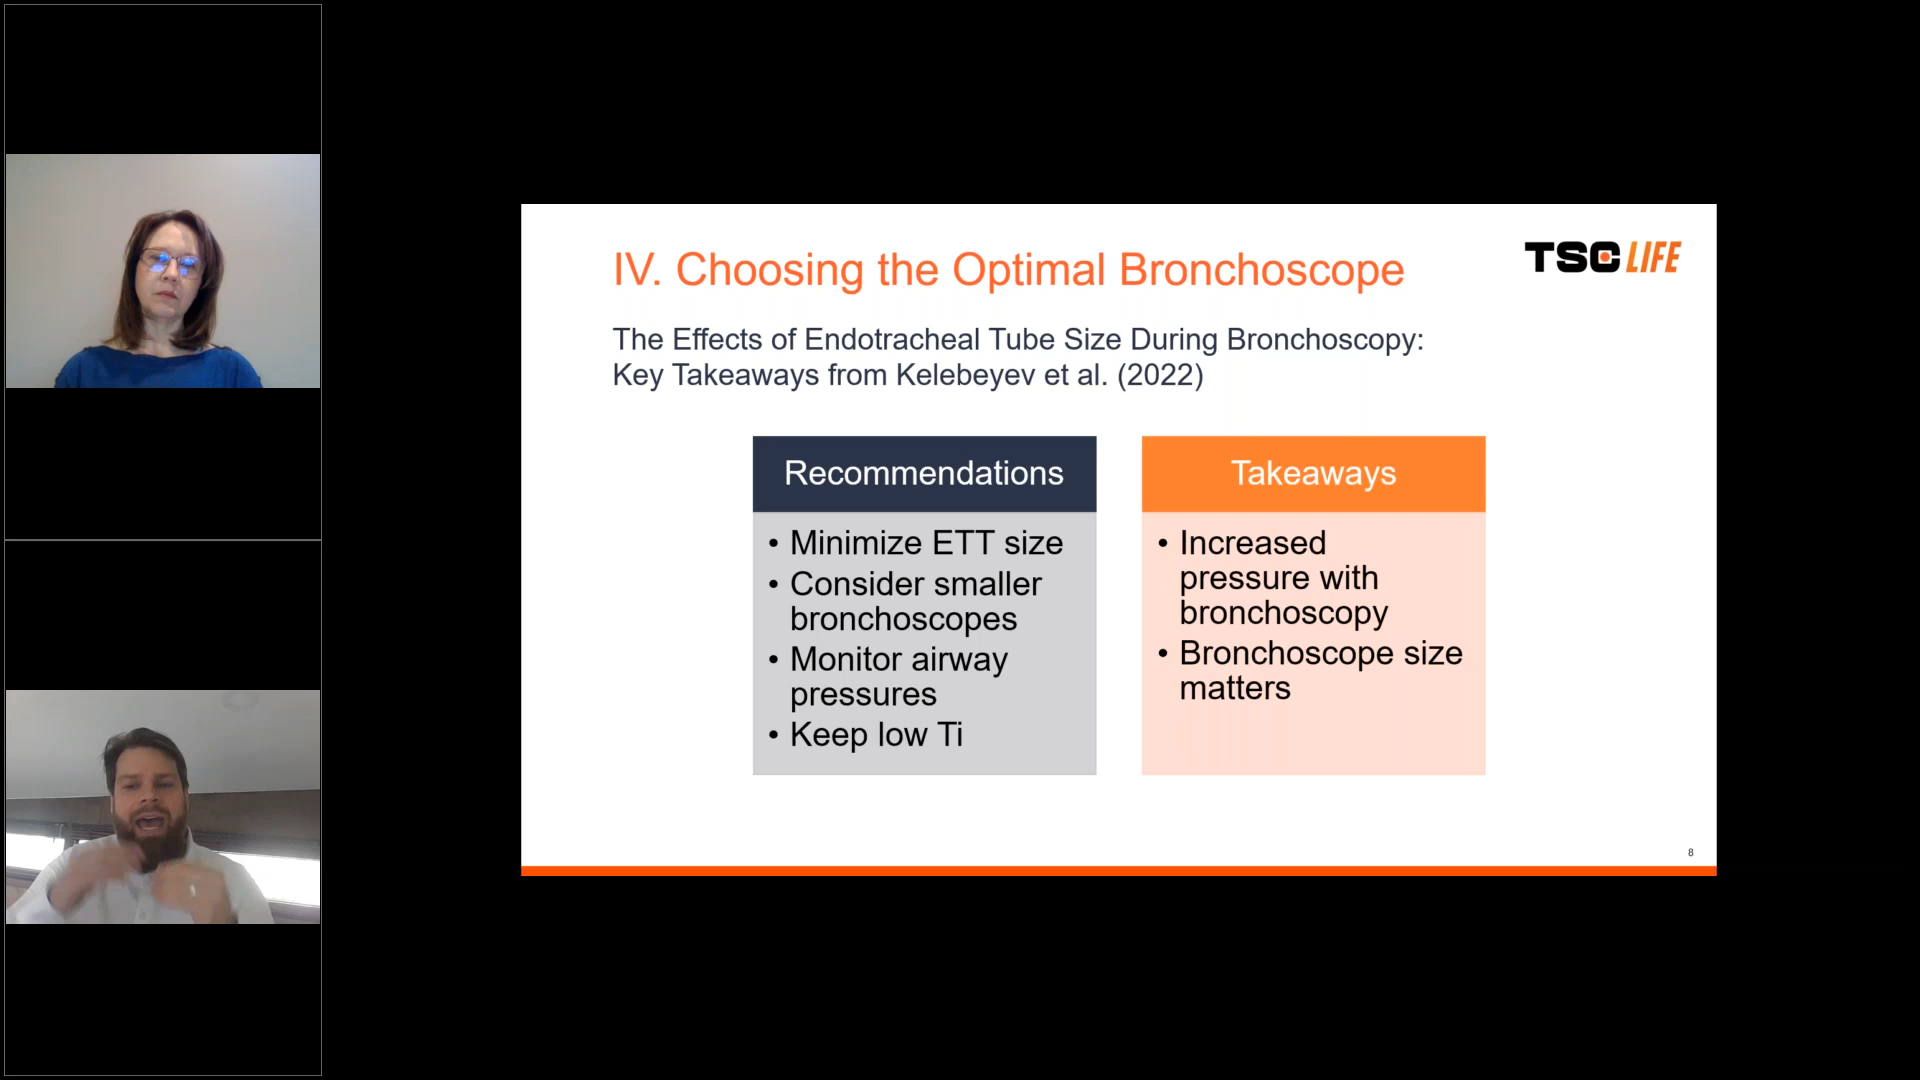 IV. Choosing the Optimal Bronchoscope
TSC LIFE
The Effects of Endotracheal Tube Size During Bronchoscopy:
Key Takeaways from Kelebeyev et al. (2022)
Recommendations
• Minimize ETT size
• Consider smaller
bronchoscopes
• Monitor airway
pressures
• Keep low Ti
Takeaways
• Increased
pressure with
bronchoscopy
• Bronchoscope size
matters
8